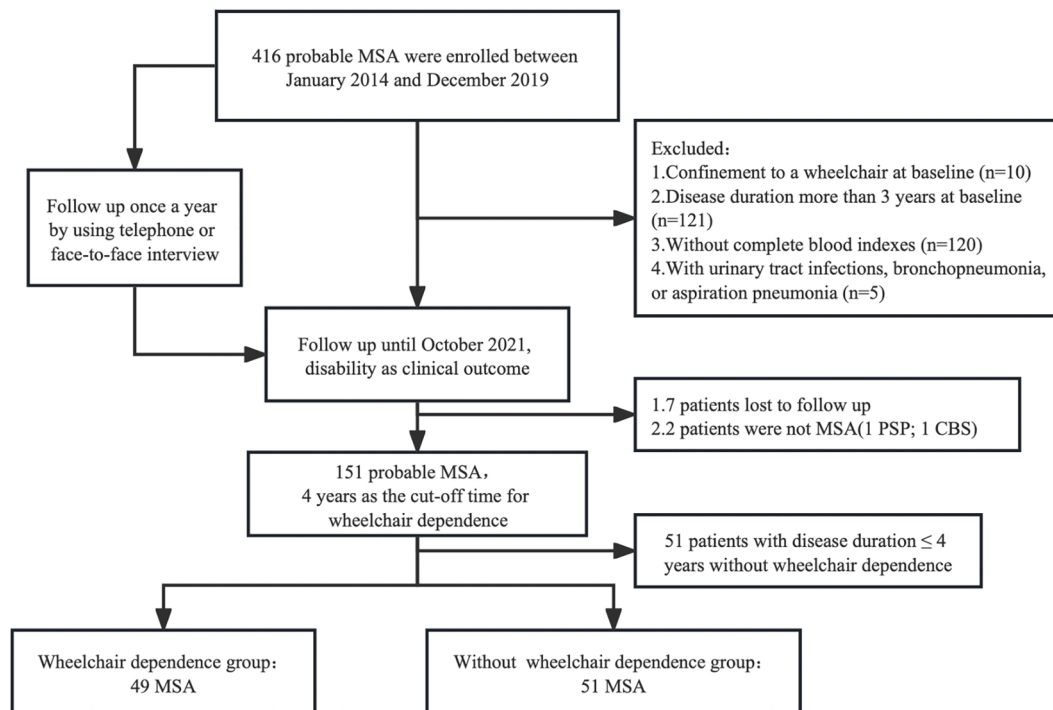 416 probable MSA were enrolled between
January 2014 and December 2019
Follow up once a year
by using telephone or
face-to-face interview
Excluded：
1.Confinement to a wheelchair at baseline (n=10)
2.Disease duration more than 3 years at baseline
(n=121)
3.Without complete blood indexes (n=120)
4.With urinary tract infections, bronchopneumonia,
or aspiration pneumonia (n=5)
Follow up until October 2021,
disability as clinical outcome
1.7 patients lost to follow up
2.2 patients were not MSA(1 PSP; 1 CBS)
151 probable MSA，
4 years as the cut-off time for
wheelchair dependence
51 patients with disease duration ≤ 4
years without wheelchair dependence
Wheelchair dependence group：
49 MSA
Without wheelchair dependence group：
51 MSA